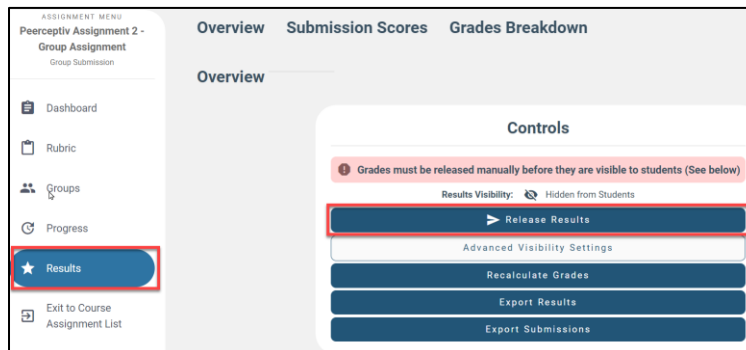 ASSIGNMENT MENU
Peerceptiv Assignment 2 -
Group Assignment
Group Submission
Dashboard
Rubric
Groups
Progress
Results
Exit to Course
Assignment List
Overview Submission Scores Grades Breakdown
Overview
Controls
Grades must be released manually before they are visible to students (See below)
Results Visibility: Hidden from Students
Release Results
Advanced Visibility Settings
Recalculate Grades
Export Results
Export Submissions